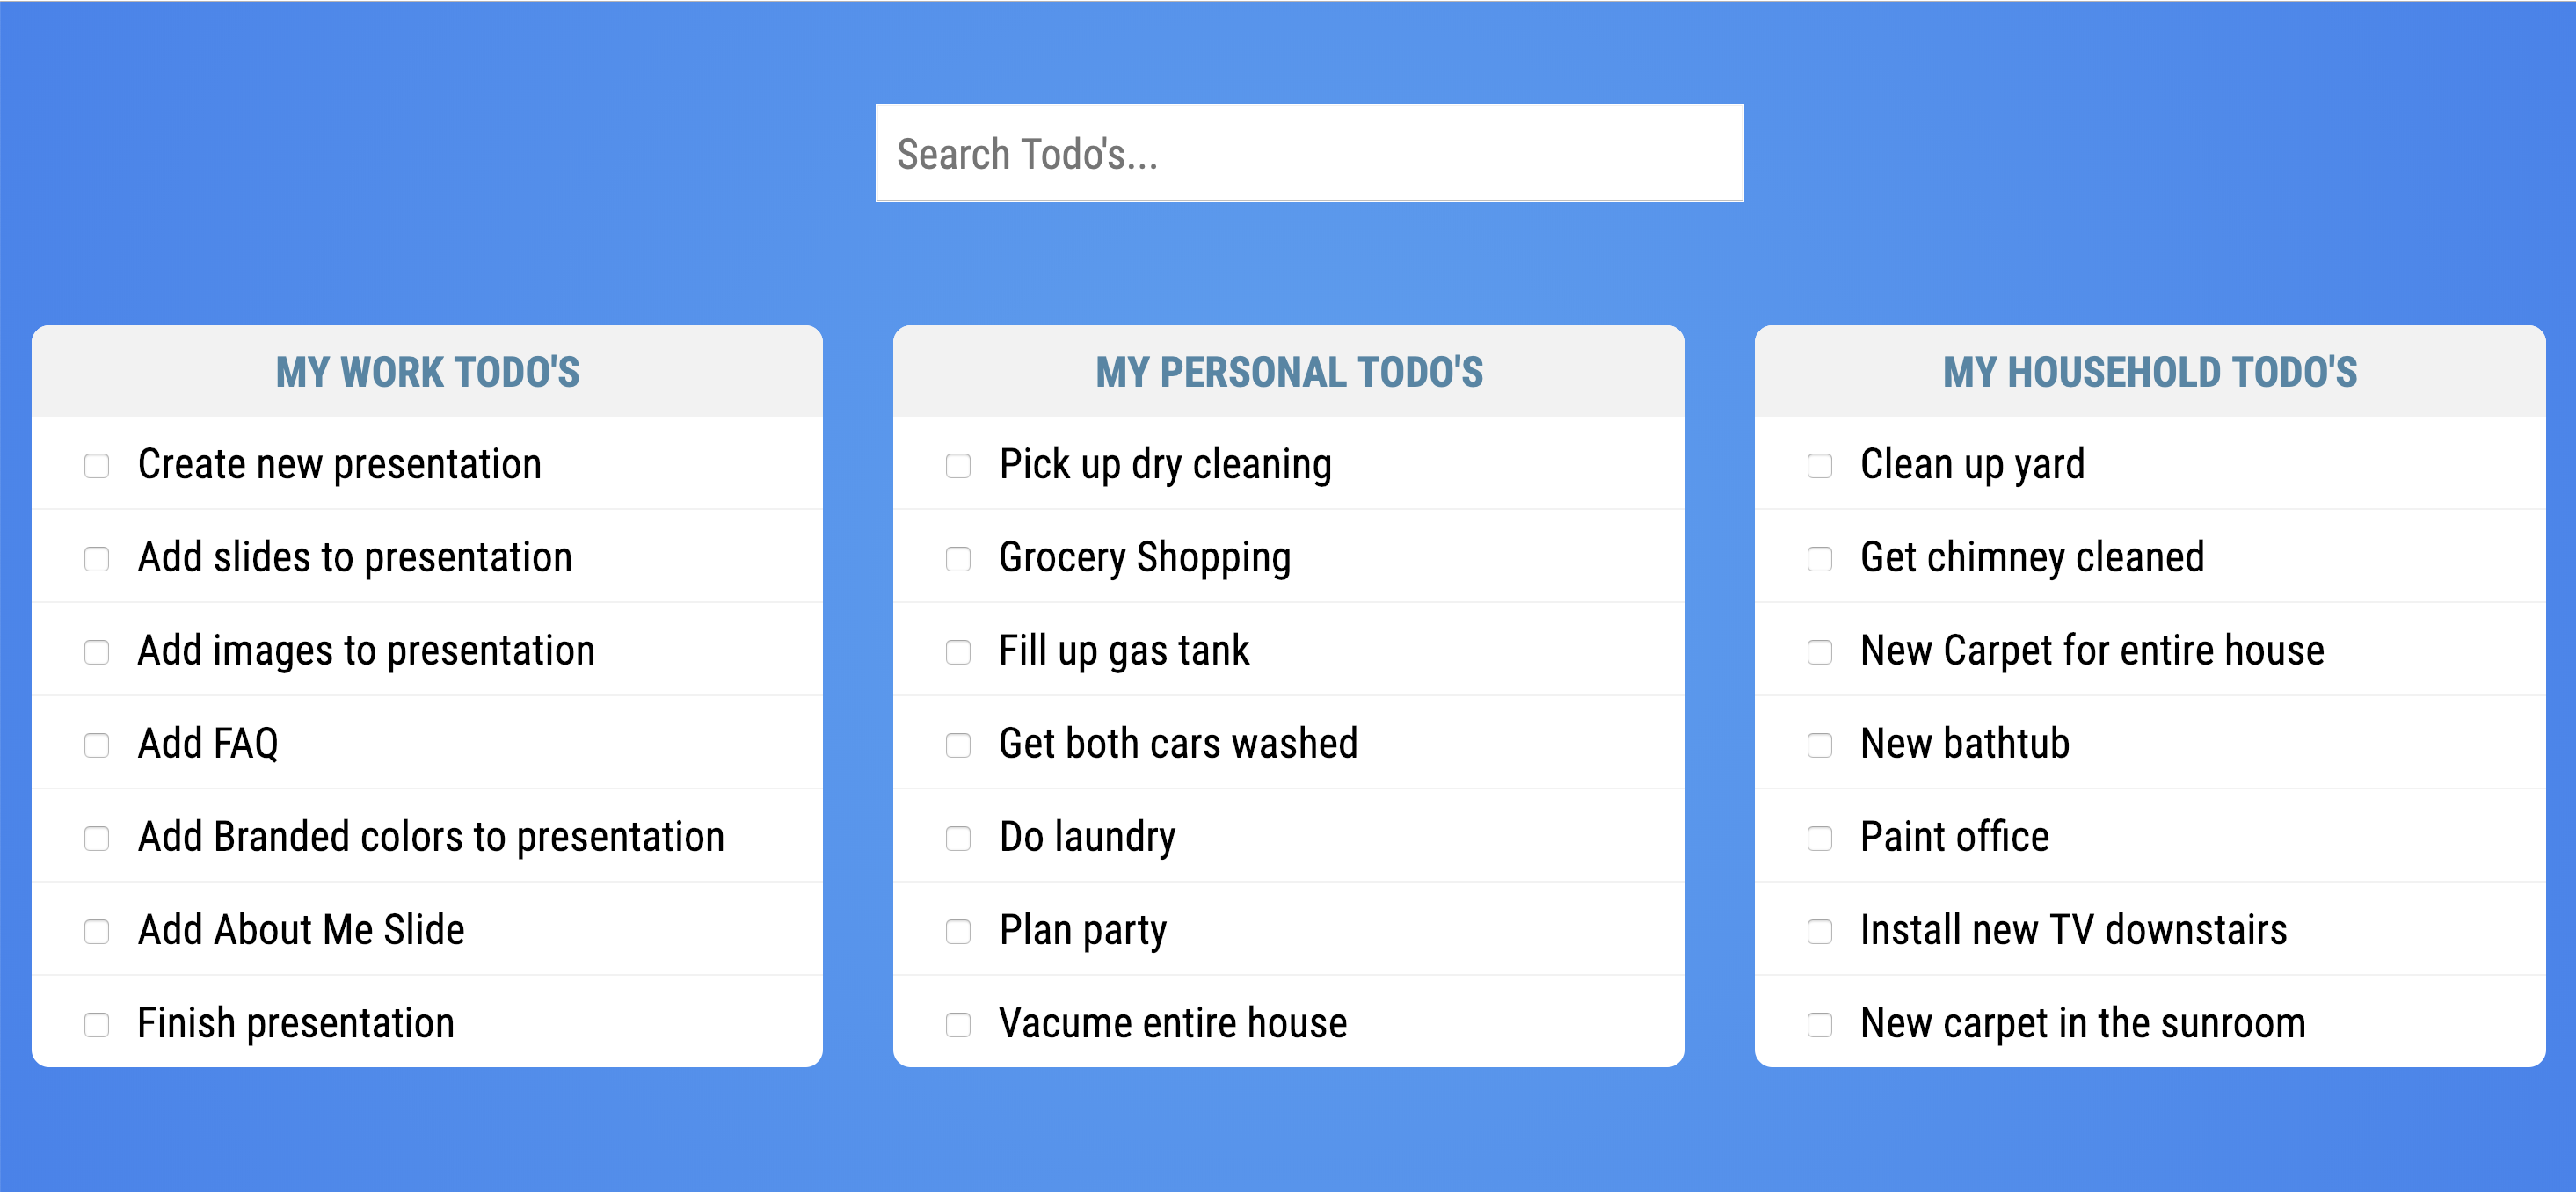 Search Todo's...
MY WORK TODO'S
Create new presentation
Add slides to presentation
Add images to presentation
Add FAQ
Add Branded colors to presentation
Add About Me Slide
Finish presentation
MY PERSONAL TODO'S
Pick up dry cleaning
Grocery Shopping
Fill up gas tank
Get both cars washed
Do laundry
Plan party
Vacume entire house
MY HOUSEHOLD TODO'S
Clean up yard
Get chimney cleaned
New Carpet for entire house
New bathtub
Paint office
Install new TV downstairs
New carpet in the sunroom